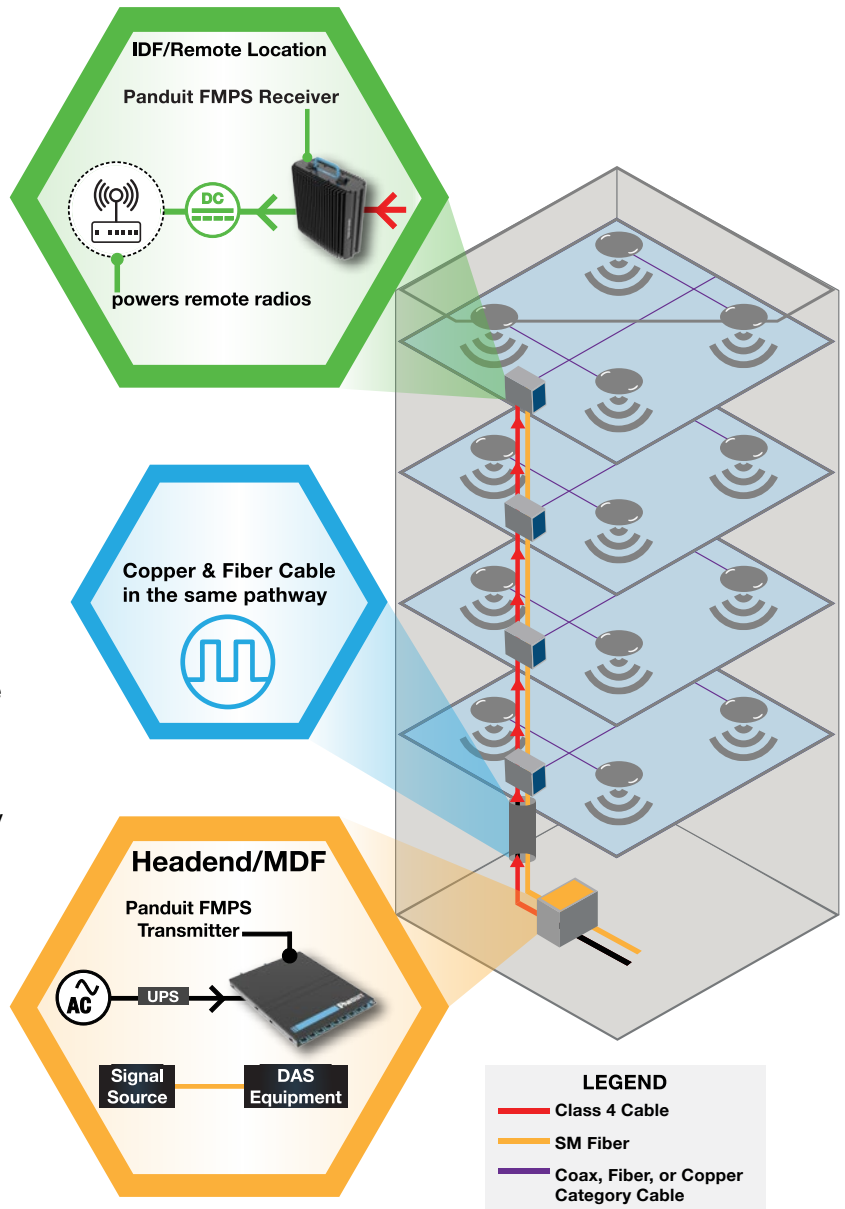 IDF/Remote Location
Panduit FMPS Receiver
DC
powers remote radios
Copper & Fiber Cable
in the same pathway
e
y
Headend/MDF
Panduit FMPS
Transmitter
AC
UPS
PANDUIT
Signal
Source
DAS
Equipment
LEGEND
Class 4 Cable
SM Fiber
Coax, Fiber, or Copper
Category Cable